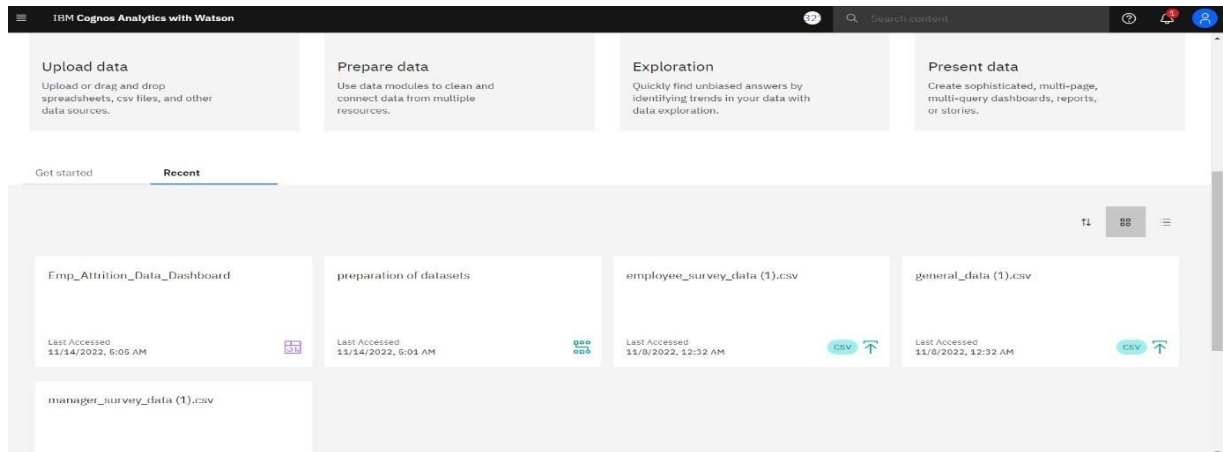 IBM Cognos Analytics with Watson
32
Search content
1
Upload data
Upload or drag and drop
spreadsheets, csv files, and other
data sources.
Prepare data
Use data modules to clean and
connect data from multiple
resources.
Exploration
Quickly find unbiased answers by
identifying trends in your data with
data exploration.
Present data
Create sophisticated, multi-page,
multi-query dashboards, reports,
or stories.
Get started
Recent
Emp_Attrition_Data_Dashboard
Last Accessed
11/14/2022, 5:05 AM
preparation of datasets
Last Accessed
11/14/2022, 5:01 AM
employee_survey_data (1).csv
Last Accessed
11/8/2022, 12:32 AM
CSV
general_data (1).csv
Last Accessed
11/8/2022, 12:32 AM
CSV
manager_survey_data (1).csv